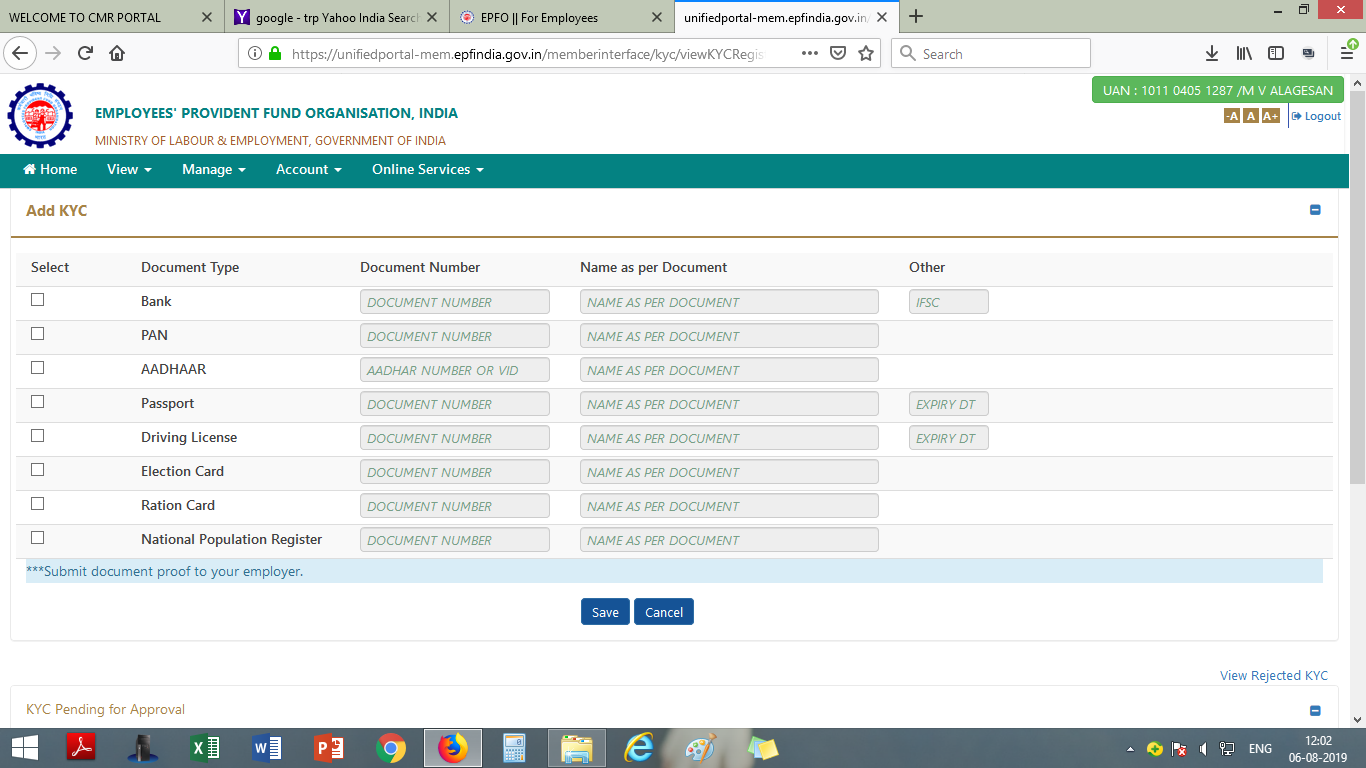 WELCOME TO CMR PORTAL
google - trp Yahoo India Search
EPFO || For Employees
unifiedportal-mem.epfindia.gov.in/
https://unifiedportal-mem.epfindia.gov.in/memberinterface/kyc/viewKYCRegis
Search
UAN : 1011 0405 1287 /M V ALAGESAN
EMPLOYEES' PROVIDENT FUND ORGANISATION, INDIA
-A A A+ Logout
MINISTRY OF LABOUR & EMPLOYMENT, GOVERNMENT OF INDIA
Home View Manage Account Online Services
Add KYC
Select Document Type Document Number Name as per Document Other
Bank DOCUMENT NUMBER NAME AS PER DOCUMENT IFSC
PAN DOCUMENT NUMBER NAME AS PER DOCUMENT
AADHAAR AADHAR NUMBER OR VID NAME AS PER DOCUMENT
Passport DOCUMENT NUMBER NAME AS PER DOCUMENT EXPIRY DT
Driving License DOCUMENT NUMBER NAME AS PER DOCUMENT EXPIRY DT
Election Card DOCUMENT NUMBER NAME AS PER DOCUMENT
Ration Card DOCUMENT NUMBER NAME AS PER DOCUMENT
National Population Register DOCUMENT NUMBER NAME AS PER DOCUMENT
***Submit document proof to your employer.
Save Cancel
View Rejected KYC
KYC Pending for Approval
ENG
12:02
06-08-2019